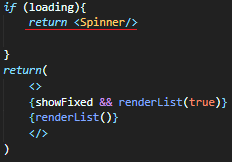 if (loading){
    return <Spinner/>

}
return(
    <>
    {showFixed && renderList(true)}
    {renderList()}
    </>
)